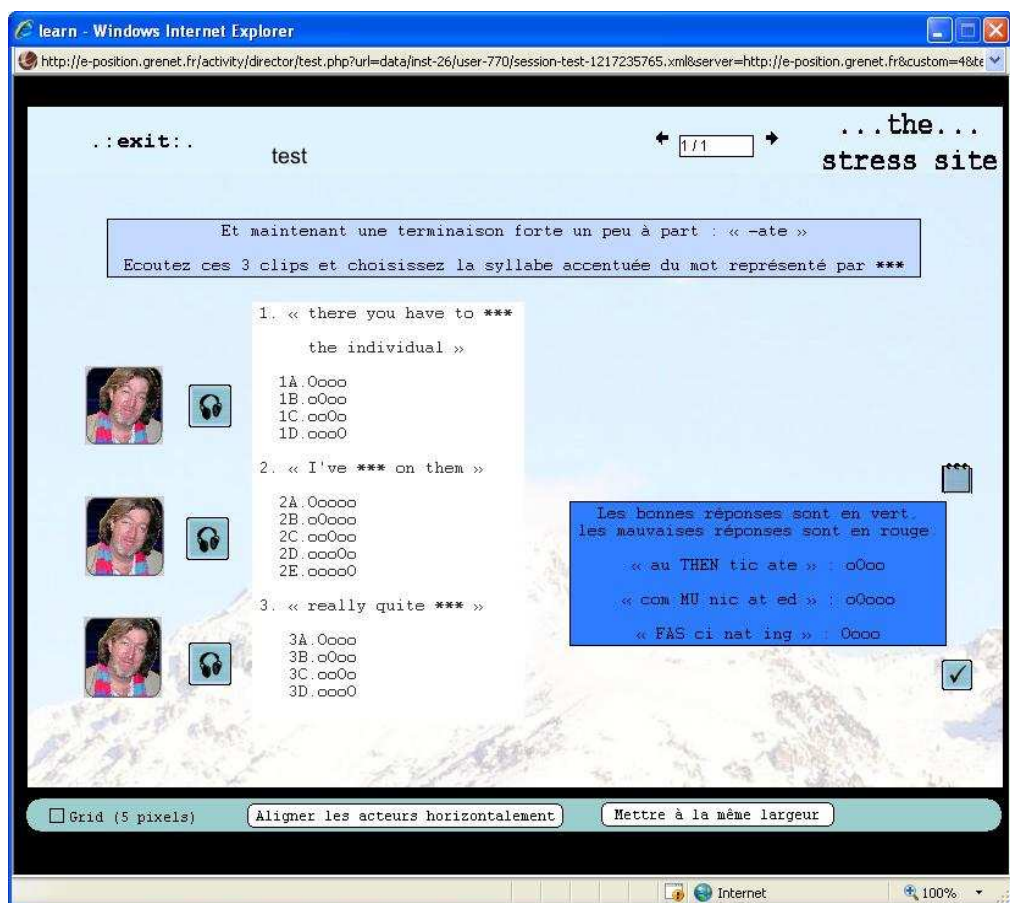 learn - Windows Internet Explorer
http://e-position.grenet.fr/activity/director/test.php?url=data/inst-26/user-770/session-test-1217235765.xml&server=http://e-position.grenet.fr&custom=4&te
.:exit:.
test
1/1
...the...
stress site
Et maintenant une terminaison forte un peu à part : « -ate »
Ecoutez ces 3 clips et choisissez la syllabe accentuée du mot représenté par ***
1. « there you have to ***
the individual »
1A.Oooo
1B.oOoo
1C.ooOo
1D.oooO
2. « I've *** on them »
2A.Ooooo
2B.oOooo
2C.ooOoo
2D.oooOo
2E.ooooO
3. « really quite *** »
3A.Oooo
3B.oOoo
3C.ooOo
3D.oooO
Les bonnes réponses sont en vert,
les mauvaises réponses sont en rouge
« au THEN tic ate » : oOoo
« com MU nic at ed » : oOooo
« FAS ci nat ing » : Oooo
Grid (5 pixels)
Aligner les acteurs horizontalement
Mettre à la même largeur
Internet
100%